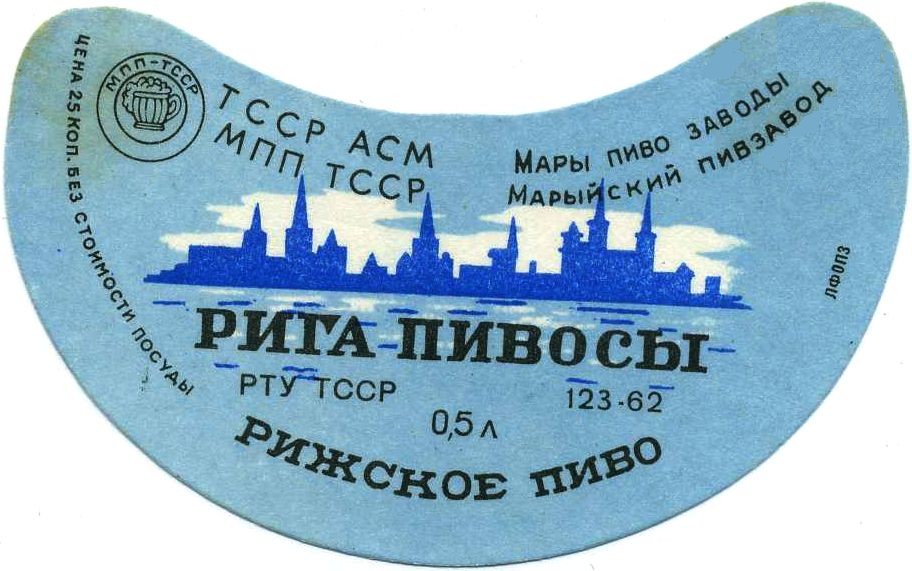 ЦЕНА 25 КОП. БЕЗ СТОИМОСТИ ПОСУДЫ
МПП-ТССР
ТССР АСМ
МПП ТССР
МАРЫ ПИВО ЗАВОДЫ
МАРЫЙСКИЙ ПИВЗАВОД
РИГА ПИВОСЫ
РТУ ТССР 123-62
0,5 л
РИЖСКОЕ ПИВО
ЛФОПЗ